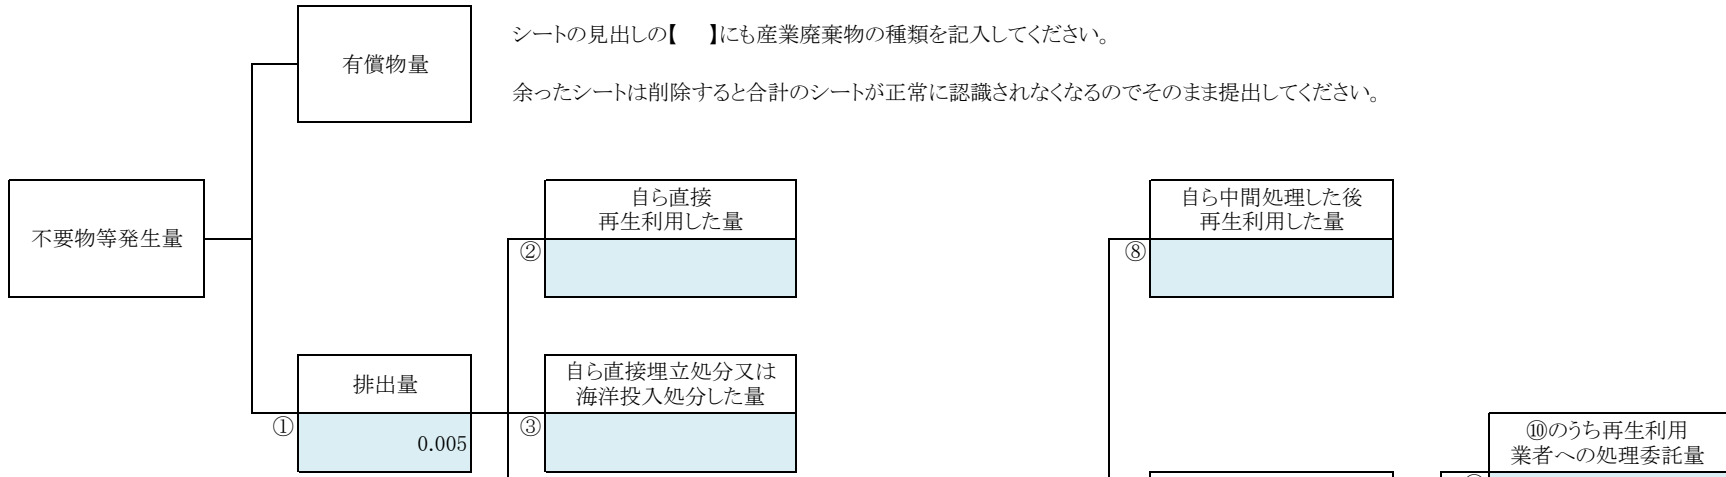 シートの見出しの【　】にも産業廃棄物の種類を記入してください。
有償物量
余ったシートは削除すると合計のシートが正常に認識されなくなるのでそのまま提出してください。
不要物等発生量
自ら直接
再生利用した量
②
自ら中間処理した後
再生利用した量
⑧
排出量
①
0.005
自ら直接埋立処分又は
海洋投入処分した量
③
⑩のうち再生利用
業者への処理委託量